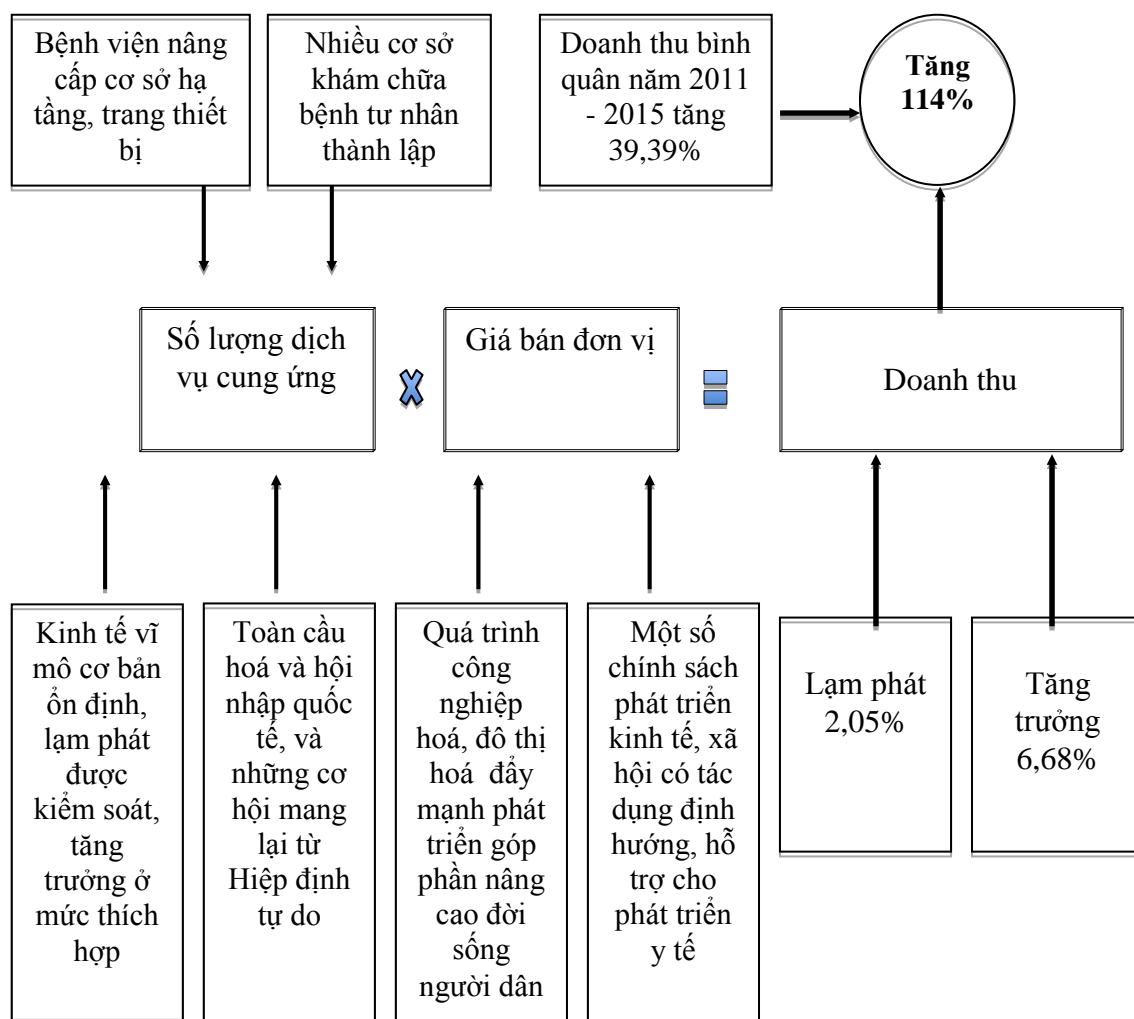 Bệnh viện nâng
cấp cơ sở hạ
tầng, trang thiết
bị
Nhiều cơ sở
khám chữa
bệnh tư nhân
thành lập
Doanh thu bình
quân năm 2011
- 2015 tăng
39,39%
Tăng
114%
Số lượng dịch
vụ cung ứng
Giá bán đơn vị
Doanh thu
Kinh tế vĩ
mô cơ bản
ổn định,
lạm phát
được
kiểm soát,
tăng
trưởng ở
mức thích
hợp
Toàn cầu
hoá và hội
nhập quốc
tế, và
những cơ
hội mang
lại từ
Hiệp định
tự do
Quá trình
công
nghiệp
hoá, đô thị
hoá đẩy
mạnh phát
triển góp
phần nâng
cao đời
sống
người dân
Một số
chính sách
phát triển
kinh tế, xã
hội có tác
dụng định
hướng, hỗ
trợ cho
phát triển
y tế
Lạm phát
2,05%
Tăng
trưởng
6,68%